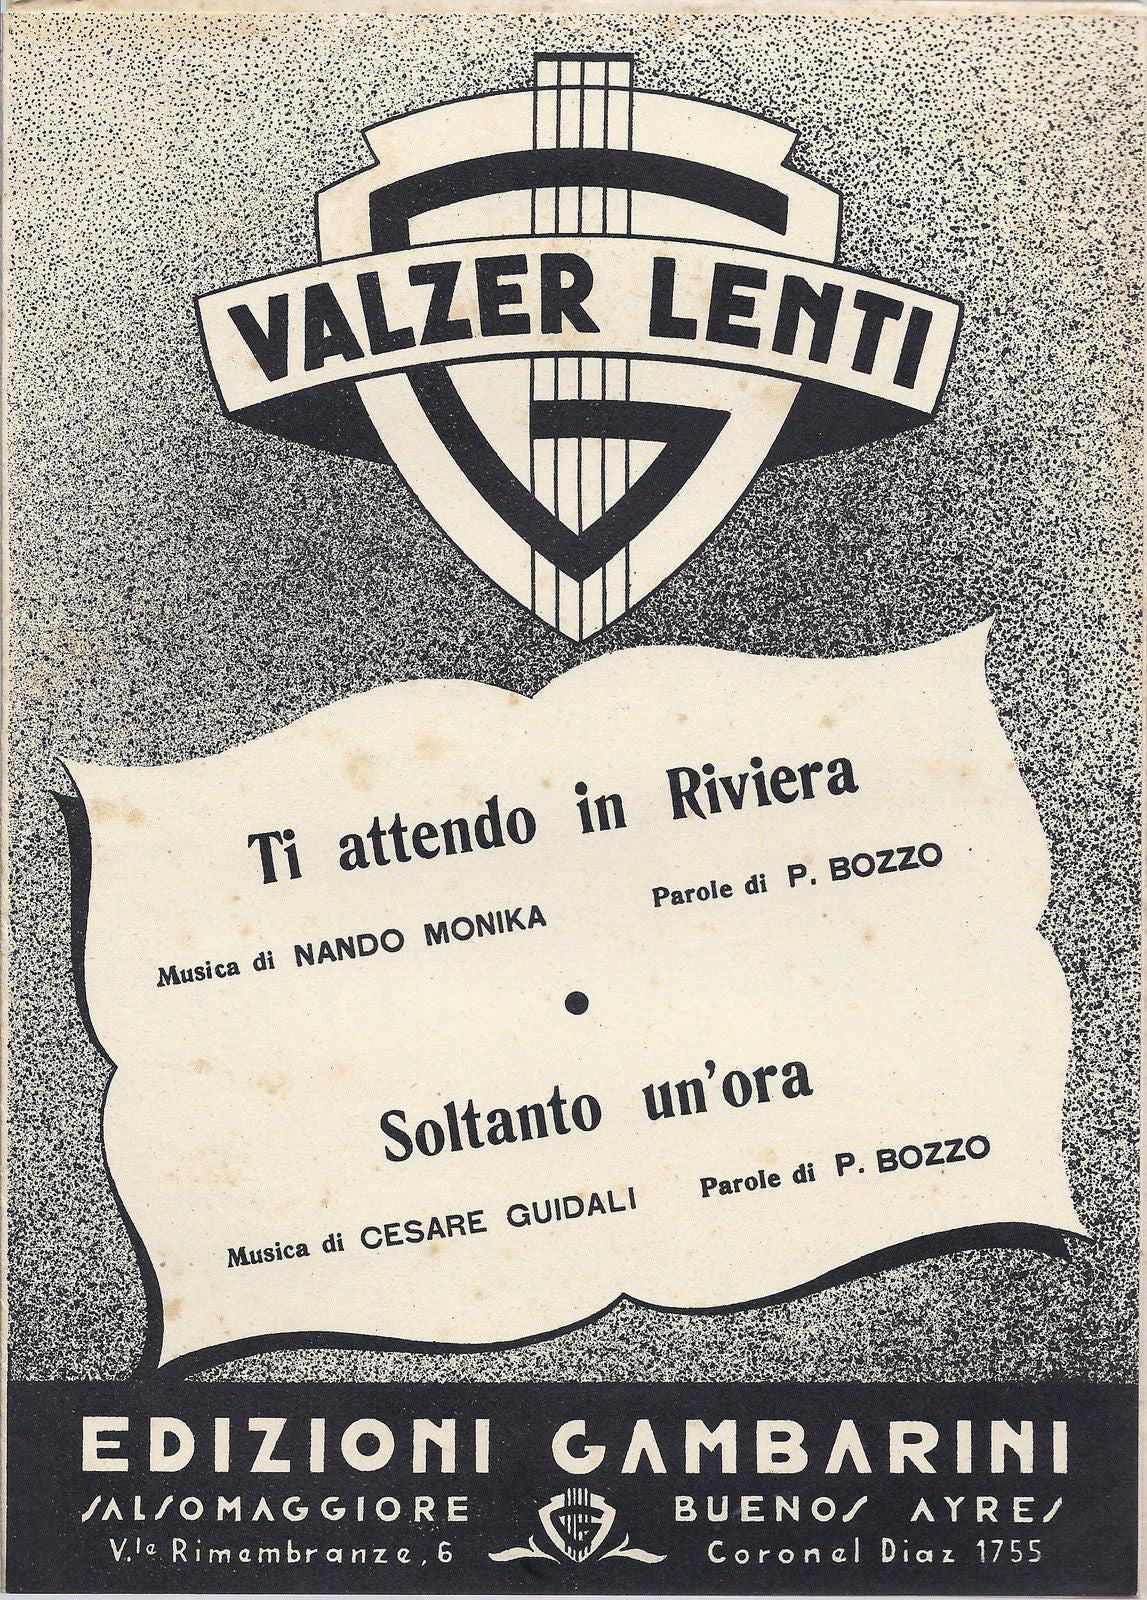 VALZER LENTI
Ti attendo in Riviera
Musica di NANDO MONIKA Parole di P. BOZZO
Soltanto un'ora
Musica di CESARE GUIDALI Parole di P. BOZZO
EDIZIONI GAMBARINI
SALSOMAGGIORE BUENOS AYRES
V.le Rimembranze, 6 Coronel Diaz 1755